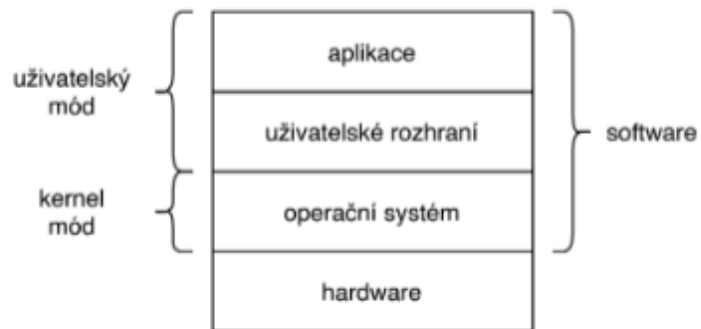 aplikace
uživatelský
mód
uživatelské rozhraní
software
kernel
mód
operační systém
hardware